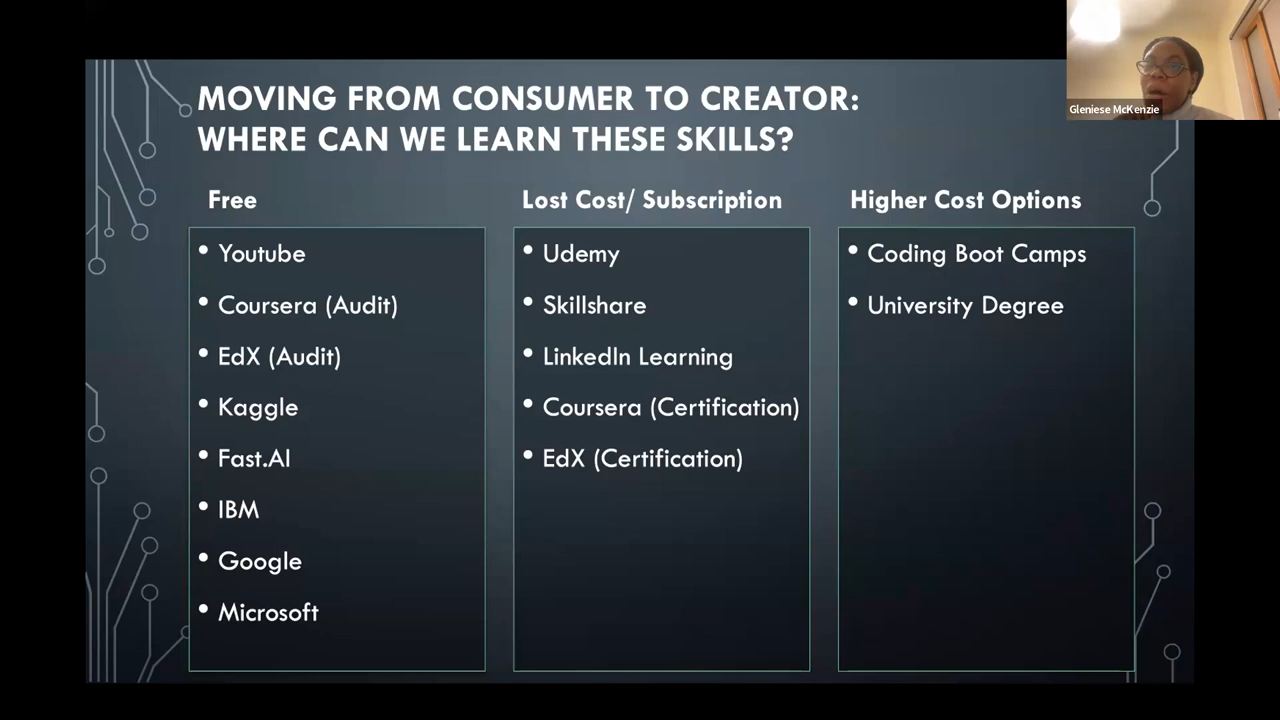 MOVING FROM CONSUMER TO CREATOR:
WHERE CAN WE LEARN THESE SKILLS?
Gleniese McKenzie
Free
• Youtube
• Coursera (Audit)
• EdX (Audit)
• Kaggle
• Fast.AI
• IBM
• Google
• Microsoft
Lost Cost/ Subscription
• Udemy
• Skillshare
• LinkedIn Learning
• Coursera (Certification)
• EdX (Certification)
Higher Cost Options
• Coding Boot Camps
• University Degree